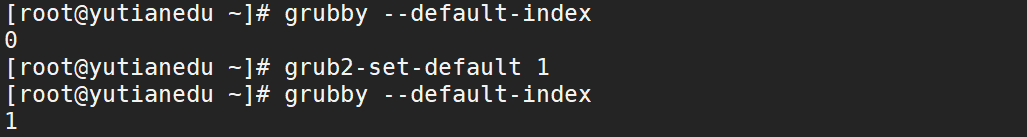 [root@yutianedu ~]# grubby --default-index
0
[root@yutianedu ~]# grub2-set-default 1
[root@yutianedu ~]# grubby --default-index
1